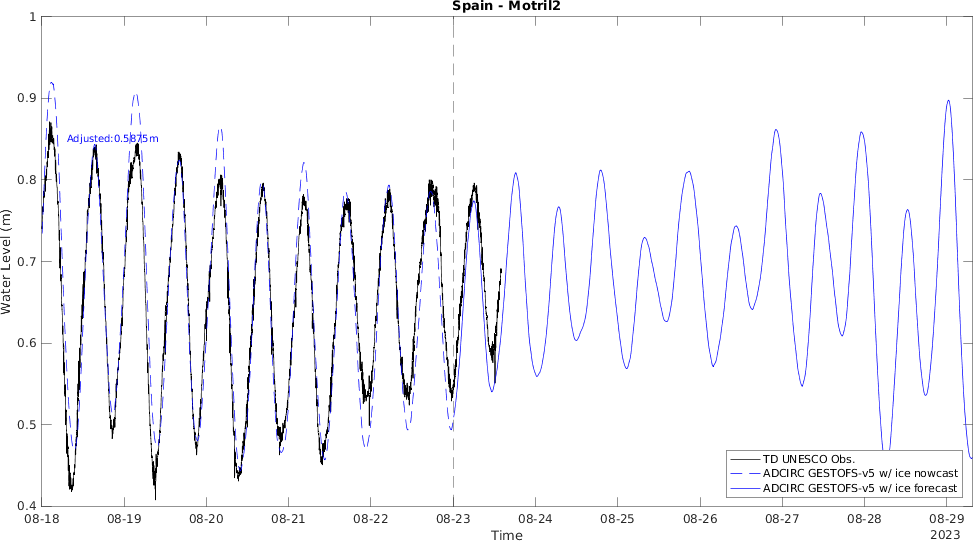 Spain - Motril2
Water Level (m)
1
0.9
0.8
0.7
0.6
0.5
0.4
Adjusted:0.5875m
TD UNESCO Obs.
ADCIRC GESTOFS-v5 w/ ice nowcast
ADCIRC GESTOFS-v5 w/ ice forecast
08-18 08-19 08-20 08-21 08-22 08-23 08-24 08-25 08-26 08-27 08-28 08-29
2023
Time